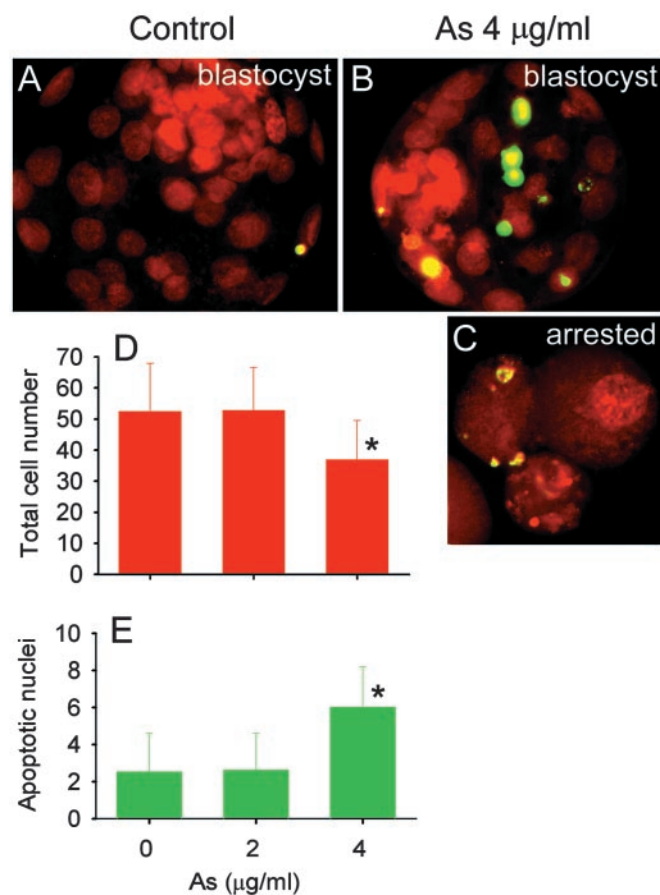 Control
As 4 μg/ml
A
blastocyst
B
blastocyst
C
arrested
D
70
60
50
40
30
20
10
0
Total cell number
*
E
10
8
6
4
2
0
Apoptotic nuclei
*
0 2 4
As (μg/ml)